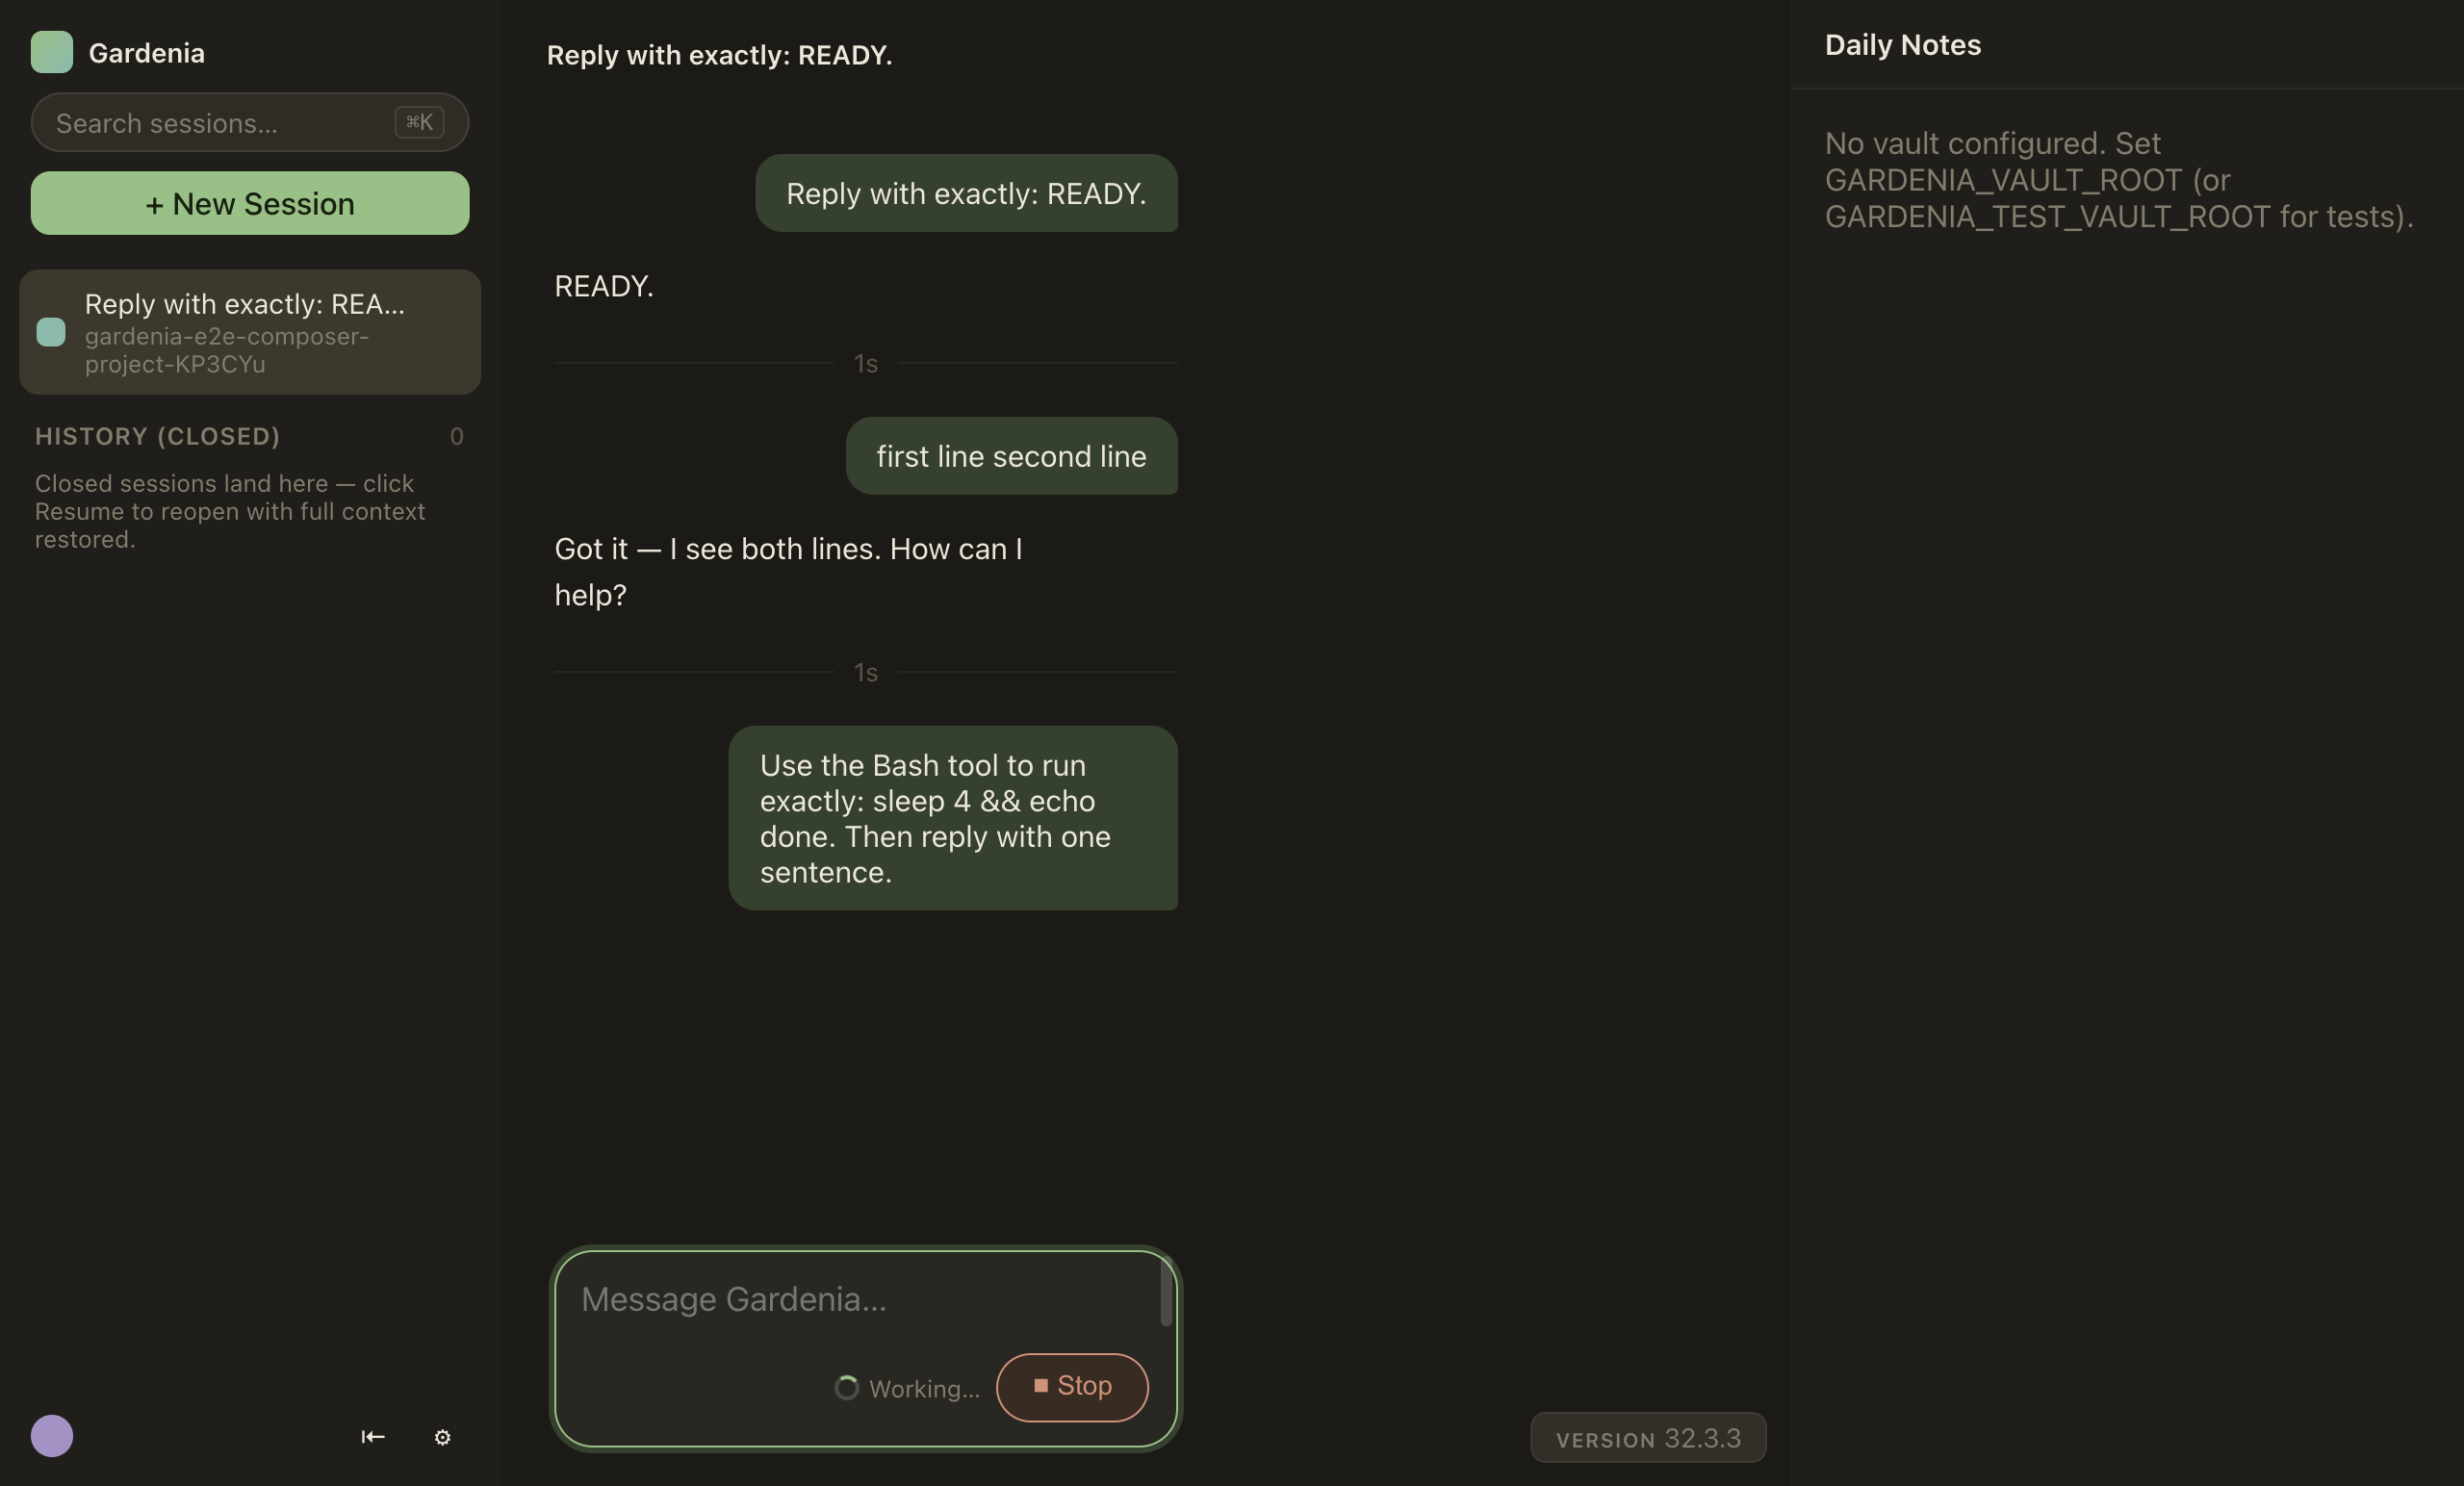 Gardenia
Search sessions...
⌘K
+ New Session
Reply with exactly: REA...
gardenia-e2e-composer-
project-KP3CYu
HISTORY (CLOSED)
0
Closed sessions land here — click
Resume to reopen with full context
restored.
Reply with exactly: READY.
Reply with exactly: READY.
READY.
1s
first line second line
Got it — I see both lines. How can I
help?
1s
Use the Bash tool to run
exactly: sleep 4 && echo
done. Then reply with one
sentence.
Message Gardenia...
Working...
Stop
VERSION 32.3.3
Daily Notes
No vault configured. Set
GARDENIA_VAULT_ROOT (or
GARDENIA_TEST_VAULT_ROOT for tests).